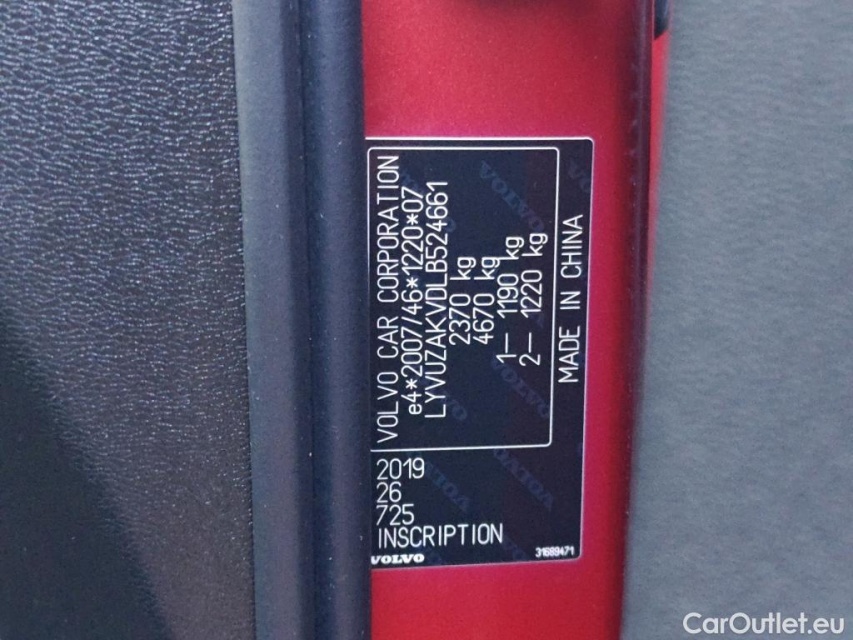 VOLVO CAR CORPORATION
e4*2007/46*1220*07
LYVUZAKVDLB524661
2370 kg
4670 kg
1– 1190 kg
2– 1220 kg
MADE IN CHINA
2019
26
725
INSCRIPTION
VOLVO
31689471
CarOutlet.eu